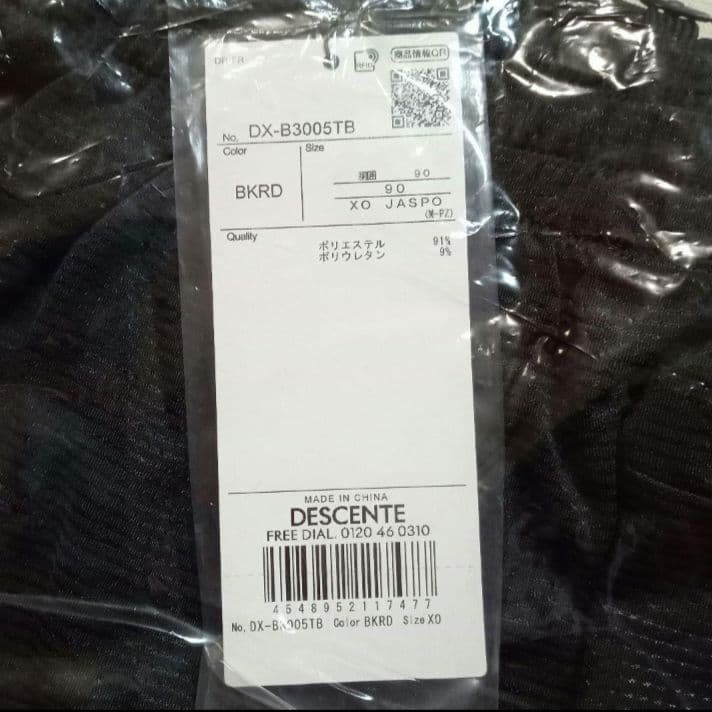 RFID 商品情報QR
No. DX-B3005TB
Color Size
BKRD
胴囲 90
90
XO JASPO
(M-PZ)
Quality
ポリエステル 91%
ポリウレタン 9%
MADE IN CHINA
DESCENTE
FREE DIAL. 0120 46 0310
4548952117477
No. DX-B3005TB Color BKRD Size XO